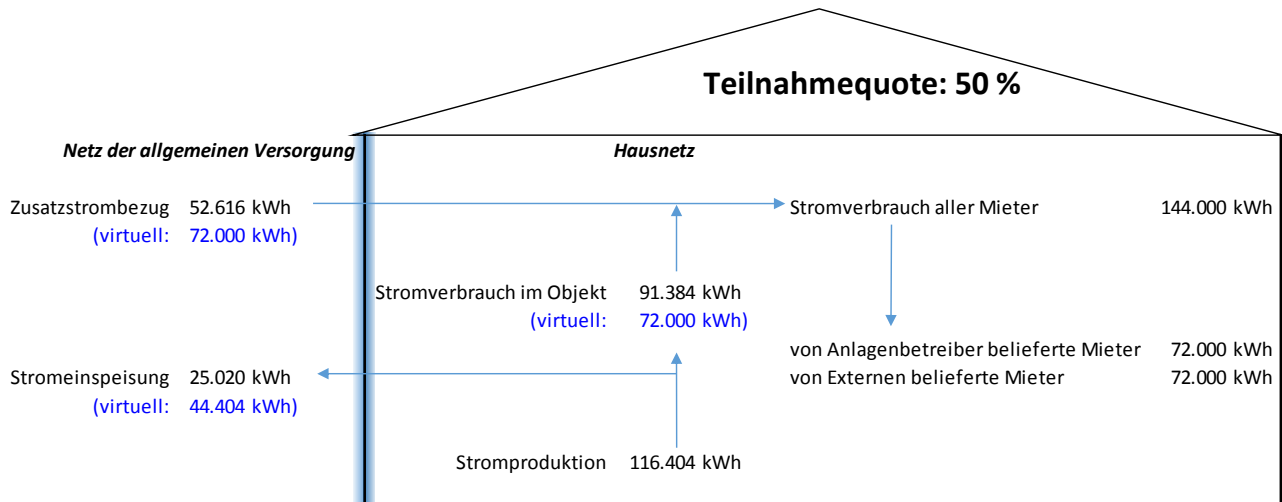 Teilnahmequote: 50 %
Netz der allgemeinen Versorgung Hausnetz
Zusatzstrombezug 52.616 kWh Stromverbrauch aller Mieter 144.000 kWh
(virtuell: 72.000 kWh)
Stromverbrauch im Objekt 91.384 kWh
(virtuell: 72.000 kWh)
von Anlagenbetreiber belieferte Mieter 72.000 kWh
Stromeinspeisung 25.020 kWh von Externen belieferte Mieter 72.000 kWh
(virtuell: 44.404 kWh)
Stromproduktion 116.404 kWh